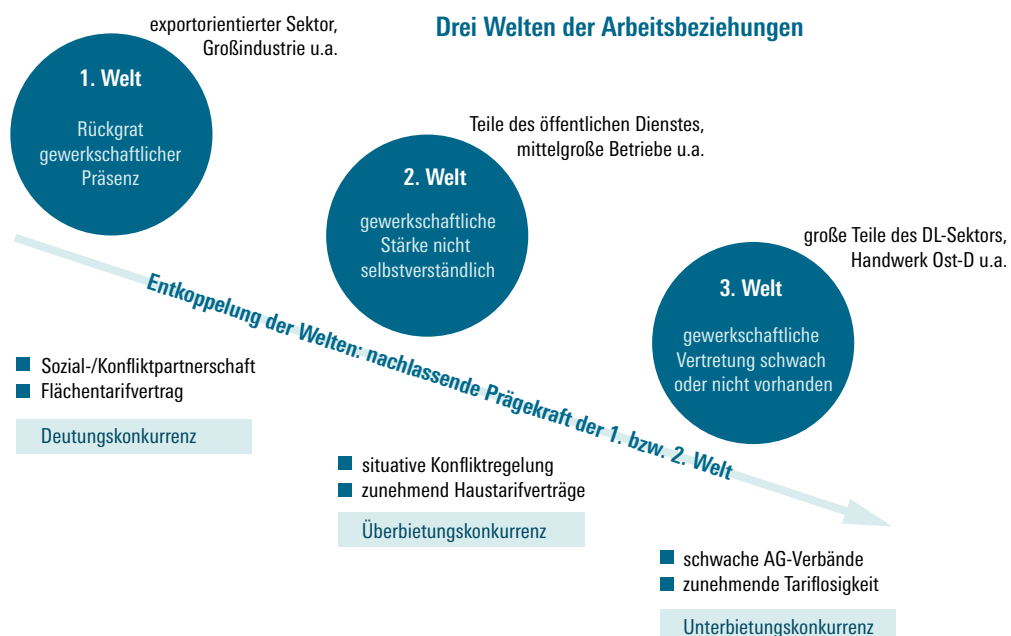 Drei Welten der Arbeitsbeziehungen
exportorientierter Sektor,
Großindustrie u.a.
1. Welt
Rückgrat
gewerkschaftlicher
Präsenz
Teile des öffentlichen Dienstes,
mittelgroße Betriebe u.a.
2. Welt
gewerkschaftliche
Stärke nicht
selbstverständlich
große Teile des DL-Sektors,
Handwerk Ost-D u.a.
3. Welt
gewerkschaftliche
Vertretung schwach
oder nicht vorhanden
Entkoppelung der Welten: nachlassende Prägekraft der 1. bzw. 2. Welt
Sozial-/Konfliktpartnerschaft
Flächentarifvertrag
Deutungskonkurrenz
situative Konfliktregelung
zunehmend Haustarifverträge
Überbietungskonkurrenz
schwache AG-Verbände
zunehmende Tariflosigkeit
Unterbietungskonkurrenz